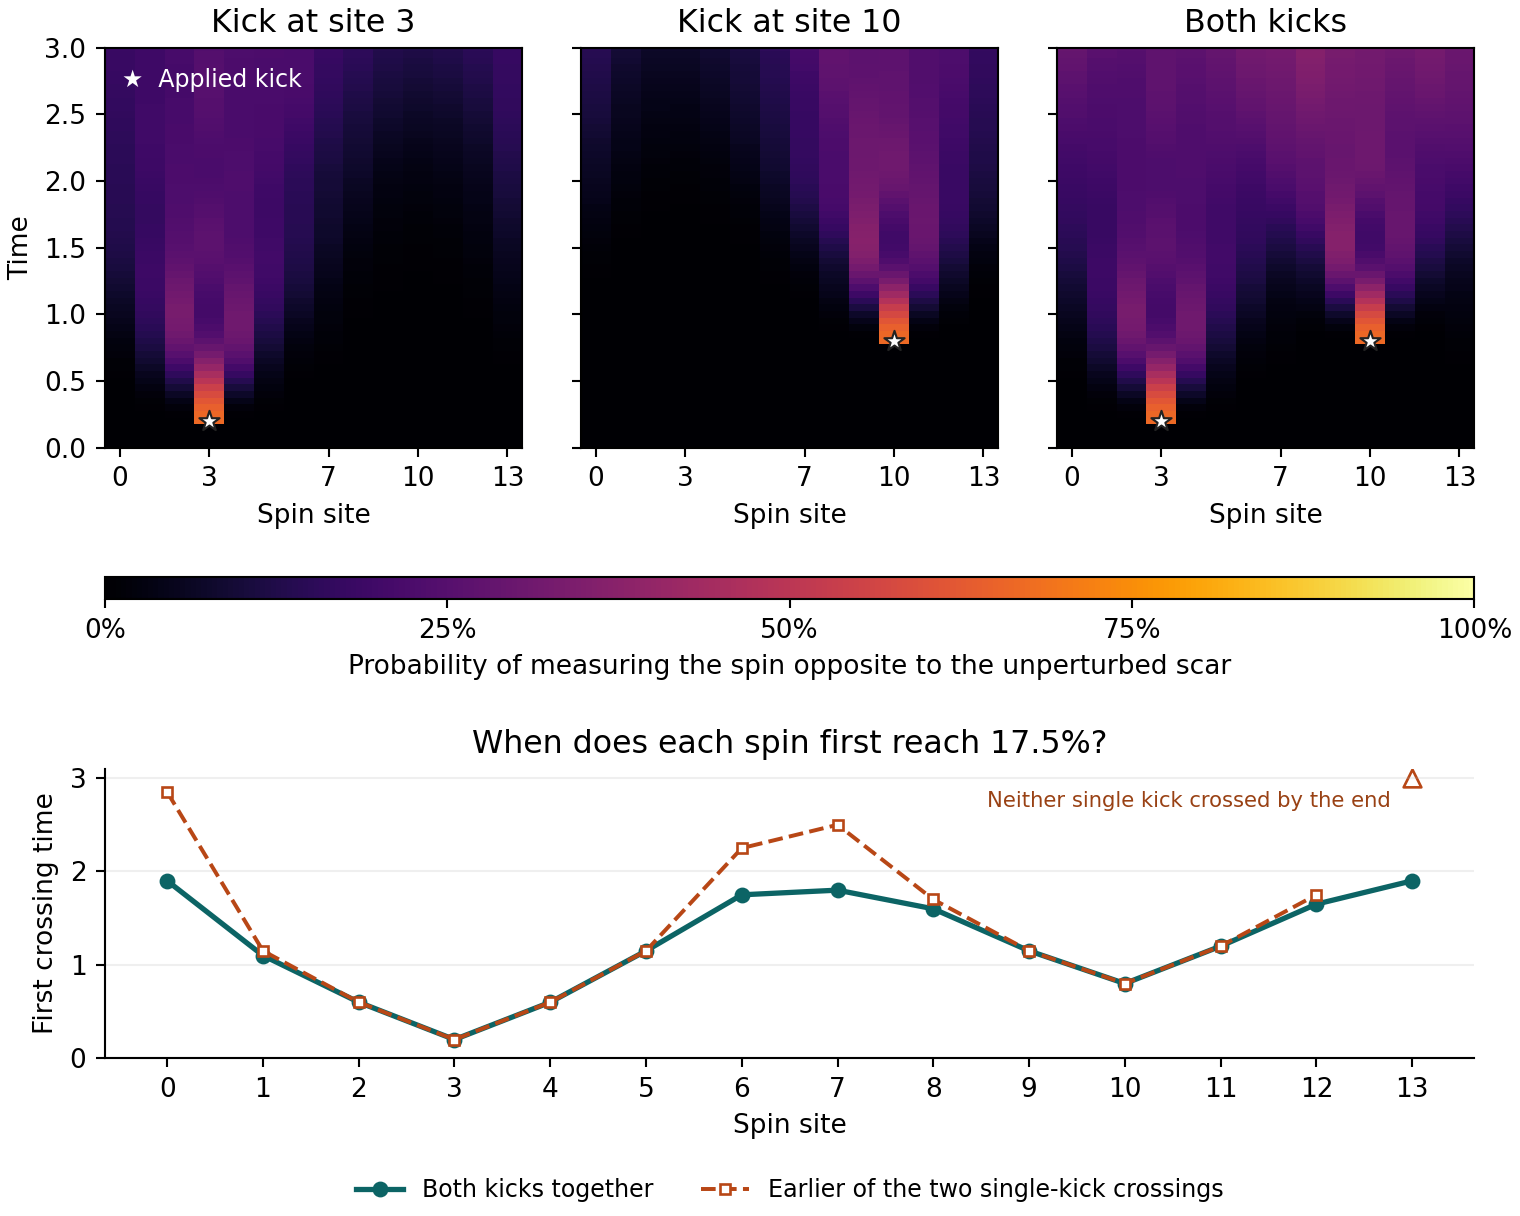 Kick at site 3
Kick at site 10
Both kicks
★ Applied kick
Time
3.0
2.5
2.0
1.5
1.0
0.5
0.0
0 3 7 10 13
0 3 7 10 13
0 3 7 10 13
Spin site
Spin site
Spin site
0% 25% 50% 75% 100%
Probability of measuring the spin opposite to the unperturbed scar
When does each spin first reach 17.5%?
First crossing time
3
2
1
0
Neither single kick crossed by the end
0 1 2 3 4 5 6 7 8 9 10 11 12 13
Spin site
Both kicks together
Earlier of the two single-kick crossings